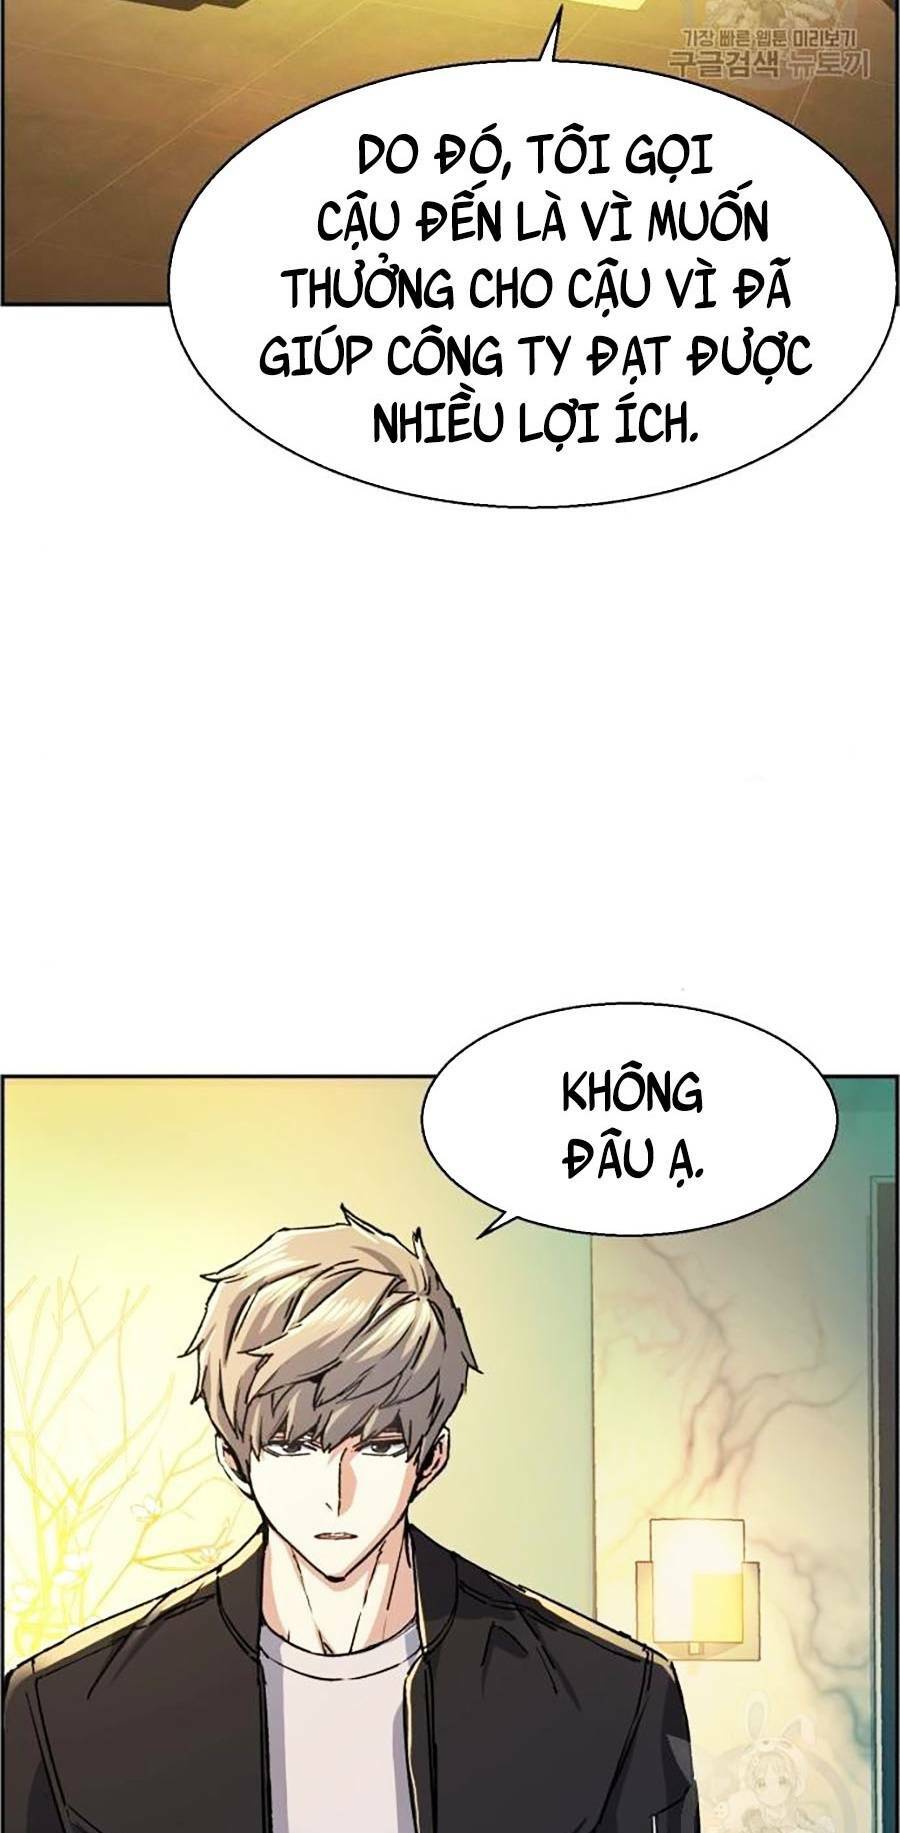 가장 빠른 웹툰 미리보기
구글검색 뉴토끼
DO ĐÓ, TÔI GỌI
CẬU ĐẾN LÀ VÌ MUỐN
THƯỞNG CHO CẬU VÌ ĐÃ
GIÚP CÔNG TY ĐẠT ĐƯỢC
NHIỀU LỢI ÍCH.
KHÔNG
ĐÂU Ạ.